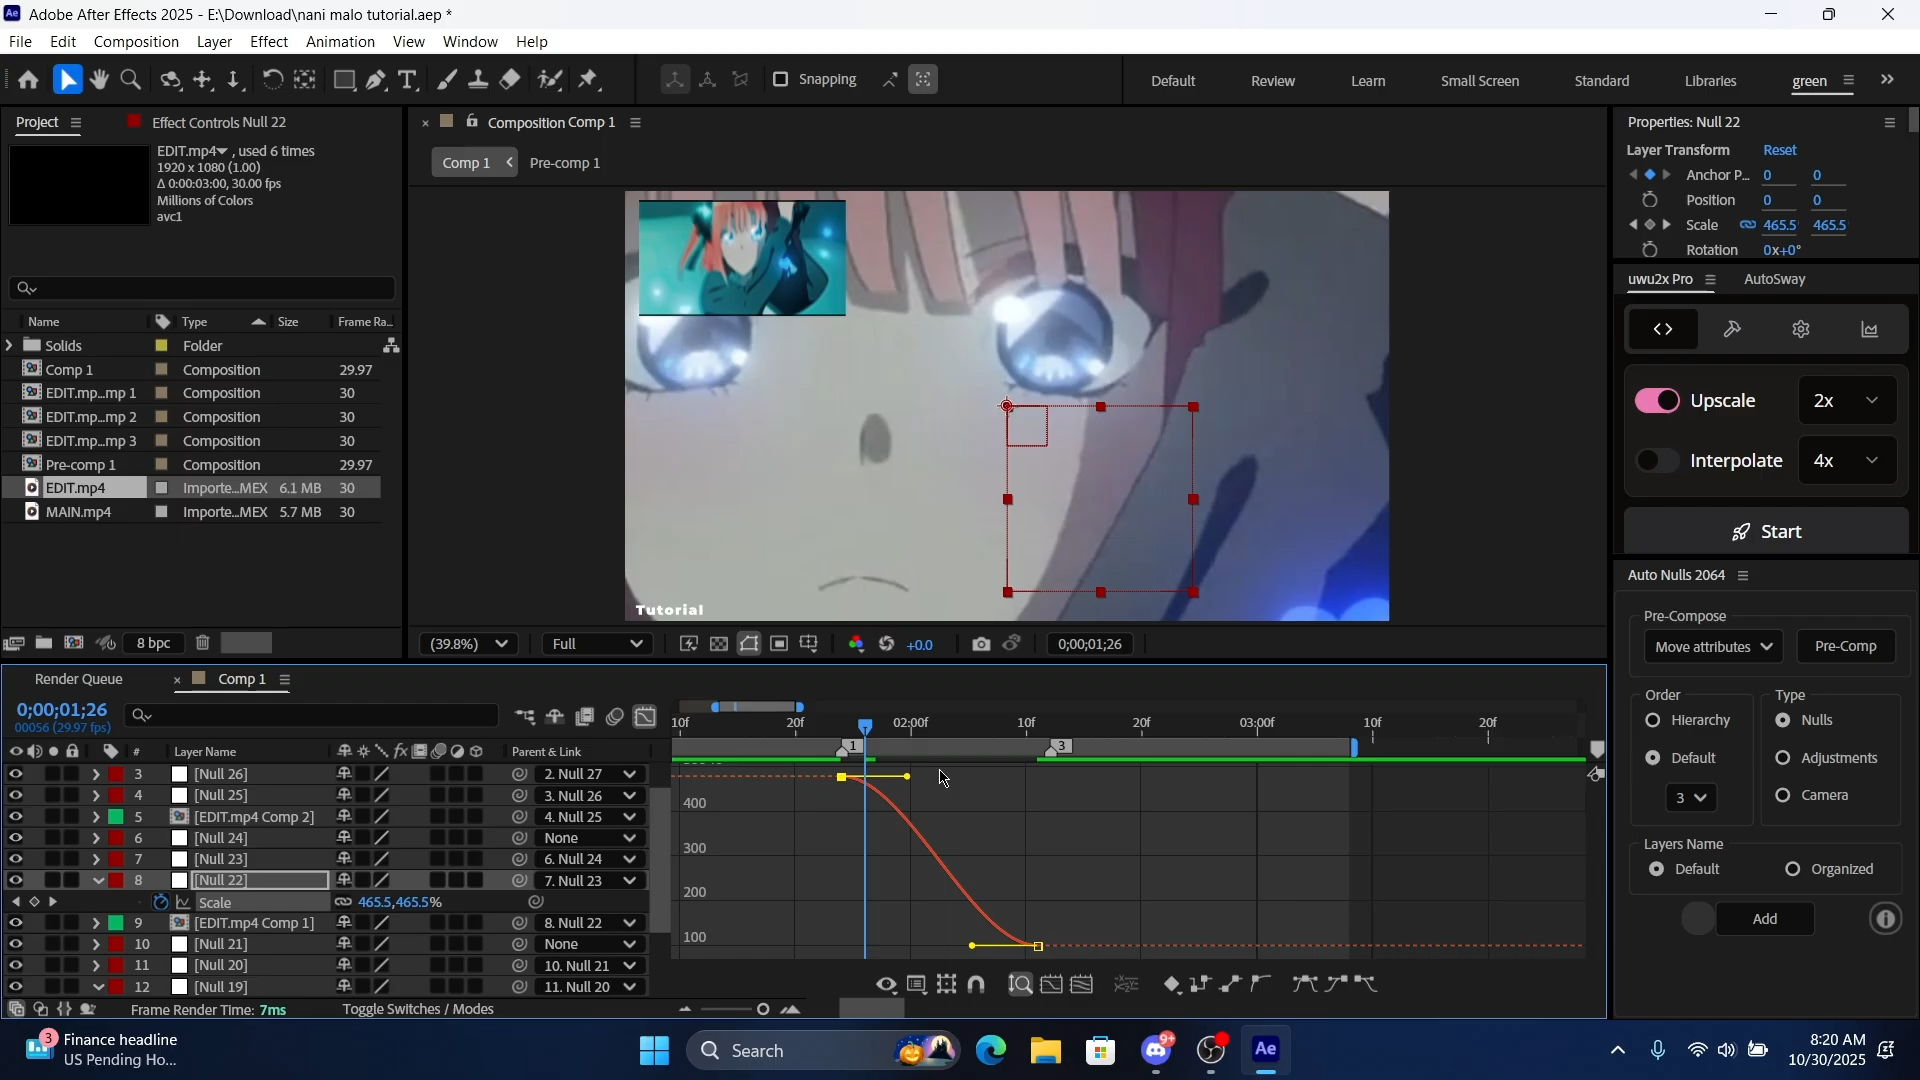 Adobe After Effects 2025 - E:\Download\nani malo tutorial.aep *
File Edit Composition Layer Effect Animation View Window Help
Snapping
Default Review Learn Small Screen Standard Libraries green
Project Effect Controls Null 22
EDIT.mp4 , used 6 times
1920 x 1080 (1.00)
Δ 0:00:03:00, 30.00 fps
Millions of Colors
avc1
Name Type Size Frame Ra...
Solids Folder
Comp 1 Composition 29.97
EDIT.mp...mp 1 Composition 30
EDIT.mp...mp 2 Composition 30
EDIT.mp...mp 3 Composition 30
Pre-comp 1 Composition 29.97
EDIT.mp4 Importe...MEX 6.1 MB 30
MAIN.mp4 Importe...MEX 5.7 MB 30
8 bpc
Composition Comp 1
Comp 1 Pre-comp 1
Tutorial
(39.8%) Full +0.0 0;00;01;26
Properties: Null 22
Layer Transform Reset
Anchor P... 0 0
Position 0 0
Scale 465.5 465.5
Rotation 0x+0°
uwu2x Pro AutoSway
Upscale 2x
Interpolate 4x
Start
Auto Nulls 2064
Pre-Compose
Move attributes Pre-Comp
Order Type
Hierarchy Nulls
Default Adjustments
3 Camera
Layers Name
Default Organized
Add
Render Queue Comp 1
0;00;01;26
00056 (29.97 fps)
10f 20f 02:00f 10f 20f 03:00f 10f 20f
# Layer Name Parent & Link
1 3
3 [Null 26] 2. Null 27
4 [Null 25] 3. Null 26
5 [EDIT.mp4 Comp 2] 4. Null 25
6 [Null 24] None
7 [Null 23] 6. Null 24
8 [Null 22] 7. Null 23
Scale 465.5,465.5%
9 [EDIT.mp4 Comp 1] 8. Null 22
10 [Null 21] None
11 [Null 20] 10. Null 21
12 [Null 19] 11. Null 20
400
300
200
100
Frame Render Time: 7ms Toggle Switches / Modes
3
Finance headline
US Pending Ho...
Search
9+
Ae
8:20 AM
10/30/2025